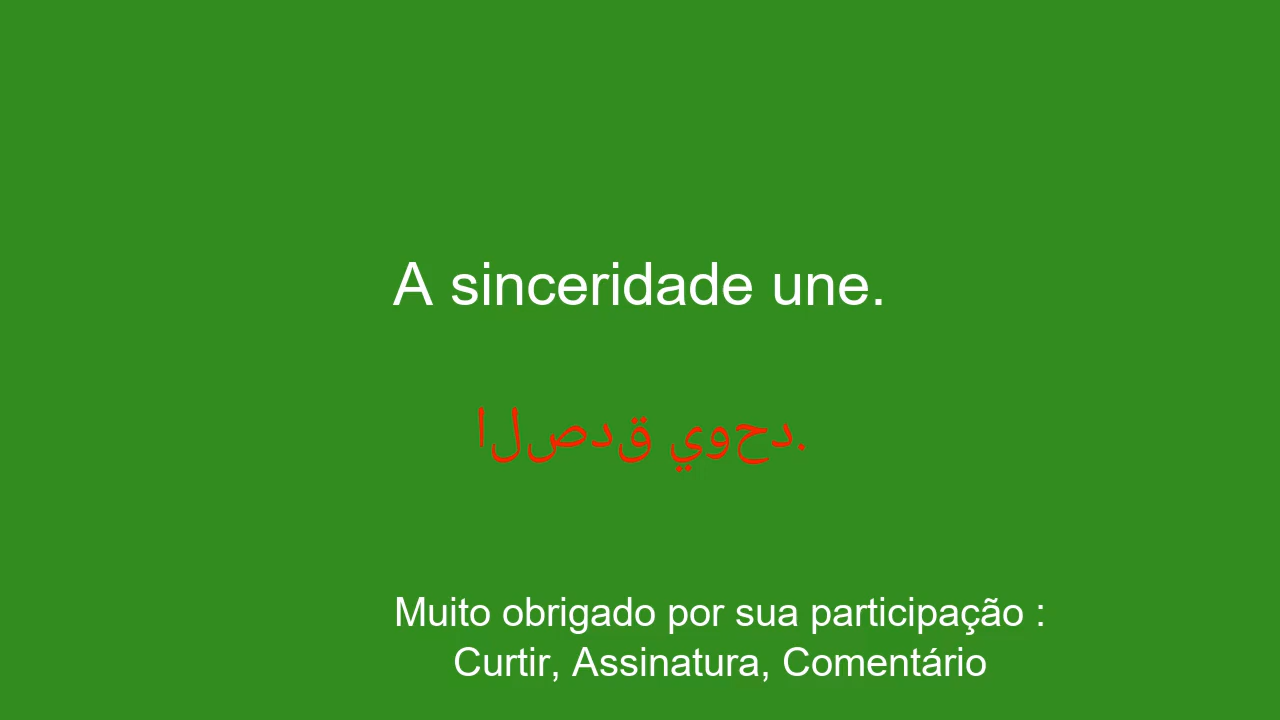 A sinceridade une.
الصدق يوحد.
Muito obrigado por sua participação :
Curtir, Assinatura, Comentário